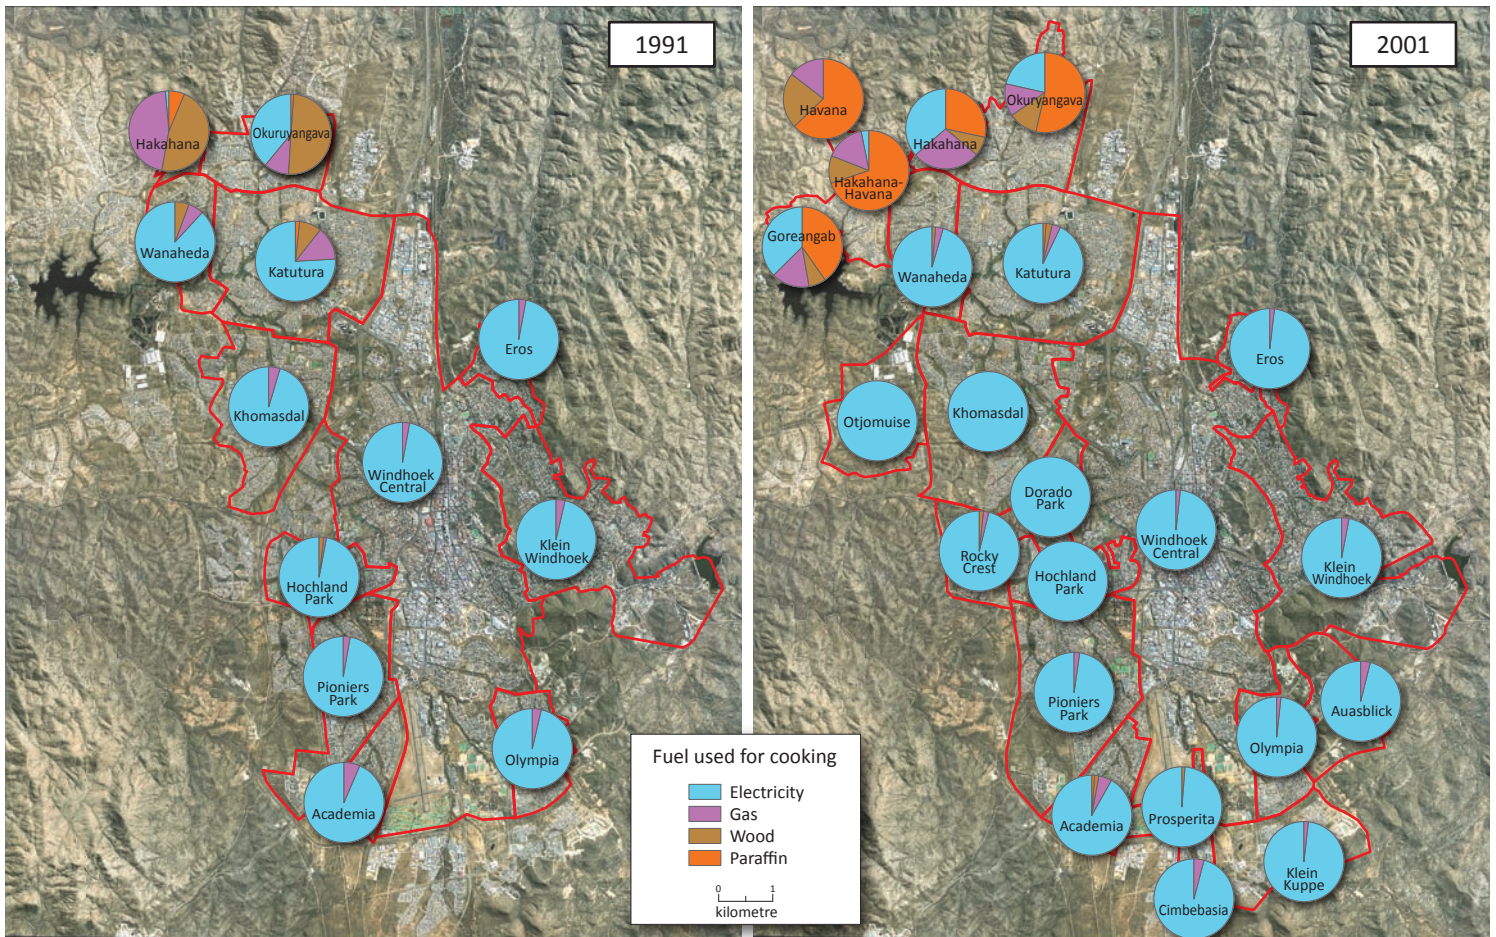 1991
Hakahana
Okuruyangava
Wanaheda
Katutura
Eros
Khomasdal
Windhoek
Central
Klein
Windhoek
Hochland
Park
Pioniers
Park
Olympia
Academia
2001
Havana
Okuryangava
Hakahana
Hakahana-
Havana
Goreangab
Wanaheda
Katutura
Eros
Otjomuise
Khomasdal
Dorado
Park
Windhoek
Central
Rocky
Crest
Hochland
Park
Klein
Windhoek
Pioniers
Park
Auasblick
Olympia
Academia
Prosperita
Klein
Kuppe
Cimbebasia
Fuel used for cooking
Electricity
Gas
Wood
Paraffin
0 1
kilometre